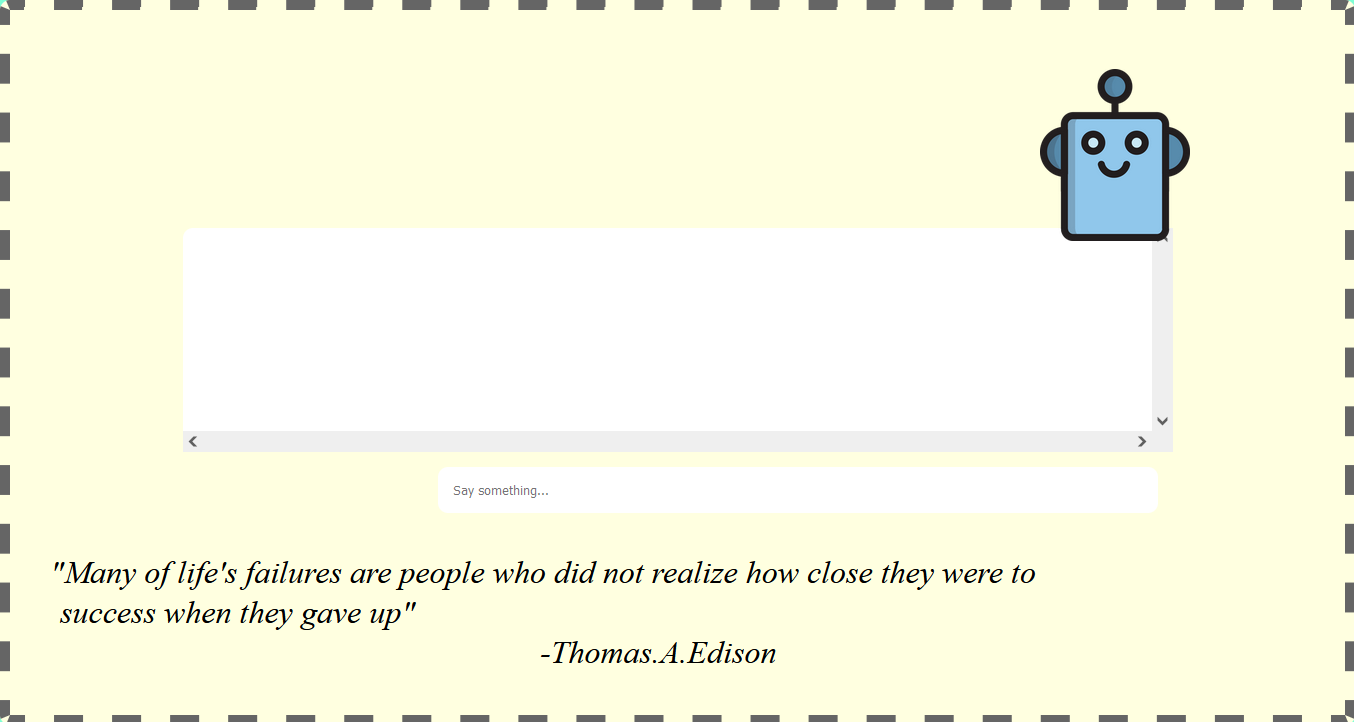 Say something...
"Many of life's failures are people who did not realize how close they were to
success when they gave up"
-Thomas.A.Edison